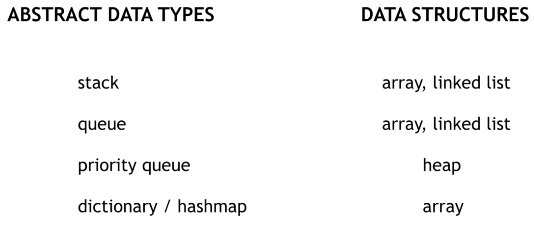 ABSTRACT DATA TYPES DATA STRUCTURES
stack array, linked list
queue array, linked list
priority queue heap
dictionary / hashmap array